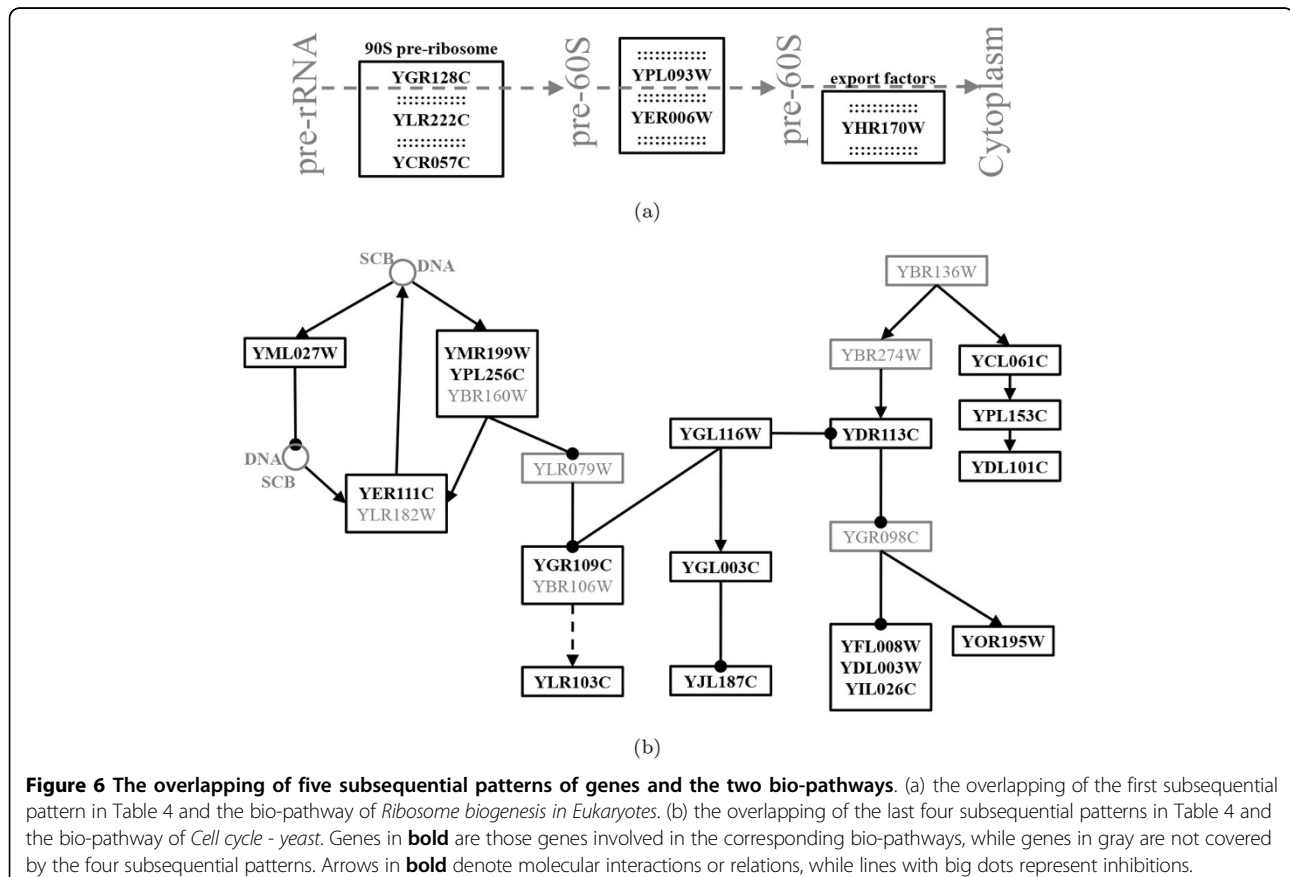 pre-rRNA
90S pre-ribosome
YGR128C
YLR222C
YCR057C
pre-60S
YPL093W
YER006W
pre-60S
export factors
YHR170W
Cytoplasm
(a)
SCB DNA
YML027W
YMR199W
YPL256C
YBR160W
DNA
SCB
YER111C
YLR182W
YLR079W
YGR109C
YBR106W
YLR103C
YGL116W
YGL003C
YJL187C
YBR136W
YBR274W
YDR113C
YGR098C
YFL008W
YDL003W
YIL026C
YOR195W
YCL061C
YPL153C
YDL101C
(b)
Figure 6 The overlapping of five subsequential patterns of genes and the two bio-pathways. (a) the overlapping of the first subsequential
pattern in Table 4 and the bio-pathway of Ribosome biogenesis in Eukaryotes. (b) the overlapping of the last four subsequential patterns in Table 4 and
the bio-pathway of Cell cycle - yeast. Genes in bold are those genes involved in the corresponding bio-pathways, while genes in gray are not covered
by the four subsequential patterns. Arrows in bold denote molecular interactions or relations, while lines with big dots represent inhibitions.